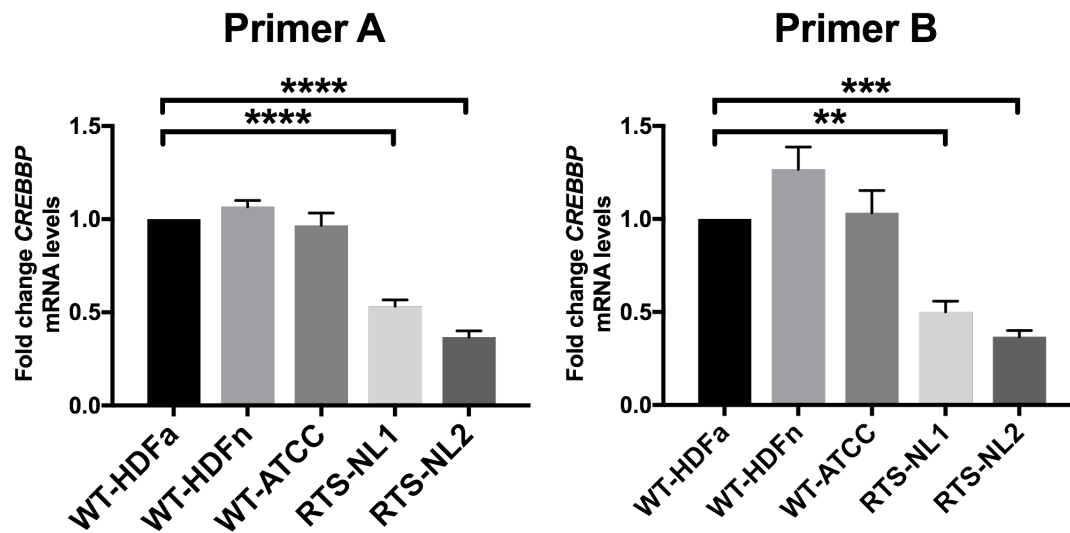 Primer A
****
****
Fold change CREBBP
mRNA levels
1.5
1.0
0.5
0.0
WT-HDFa
WT-HDFn
WT-ATCC
RTS-NL1
RTS-NL2
Primer B
***
**
Fold change CREBBP
mRNA levels
1.5
1.0
0.5
0.0
WT-HDFa
WT-HDFn
WT-ATCC
RTS-NL1
RTS-NL2